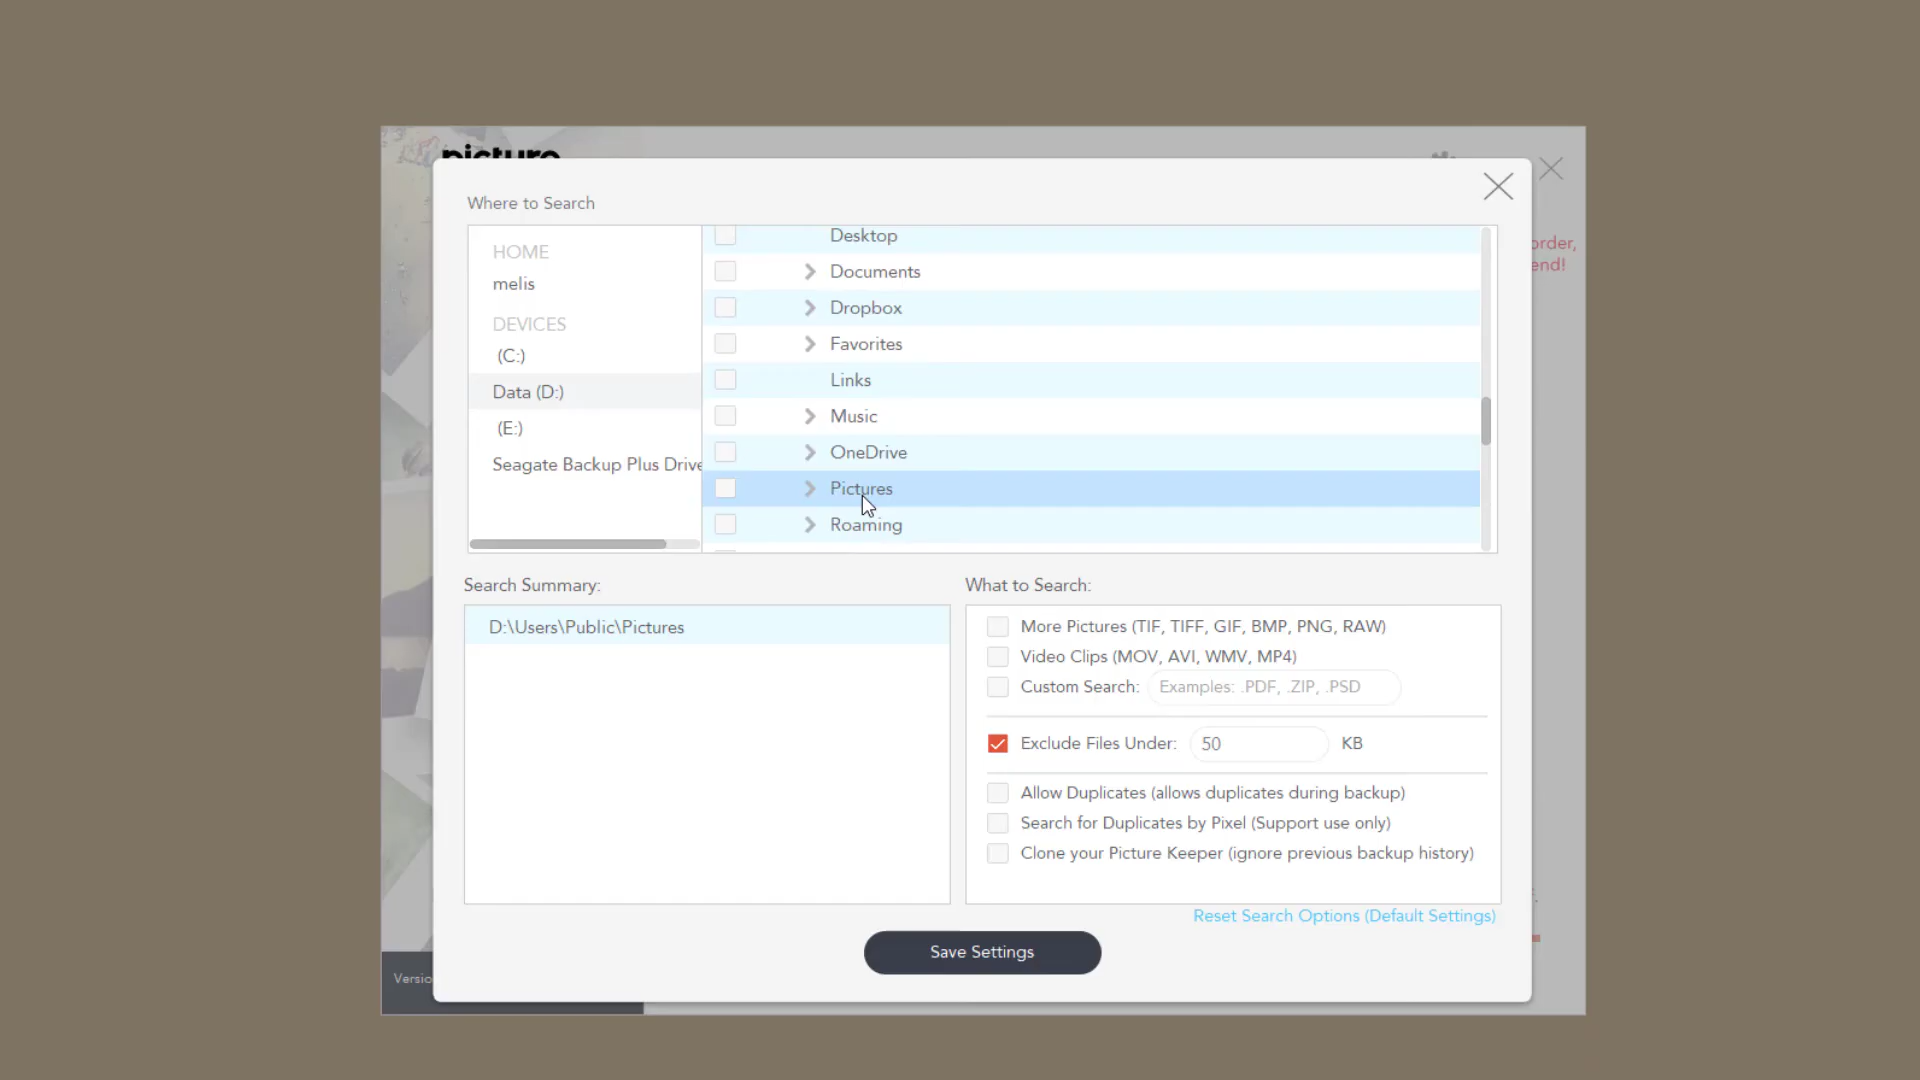 picture
order,
end!
Where to Search
HOME
melis
DEVICES
(C:)
Data (D:)
(E:)
Seagate Backup Plus Drive
Desktop
Documents
Dropbox
Favorites
Links
Music
OneDrive
Pictures
Roaming
Search Summary:
D:\Users\Public\Pictures
What to Search:
More Pictures (TIF, TIFF, GIF, BMP, PNG, RAW)
Video Clips (MOV, AVI, WMV, MP4)
Custom Search: Examples: .PDF, .ZIP, .PSD
Exclude Files Under: 50 KB
Allow Duplicates (allows duplicates during backup)
Search for Duplicates by Pixel (Support use only)
Clone your Picture Keeper (ignore previous backup history)
Reset Search Options (Default Settings)
Save Settings
Versio